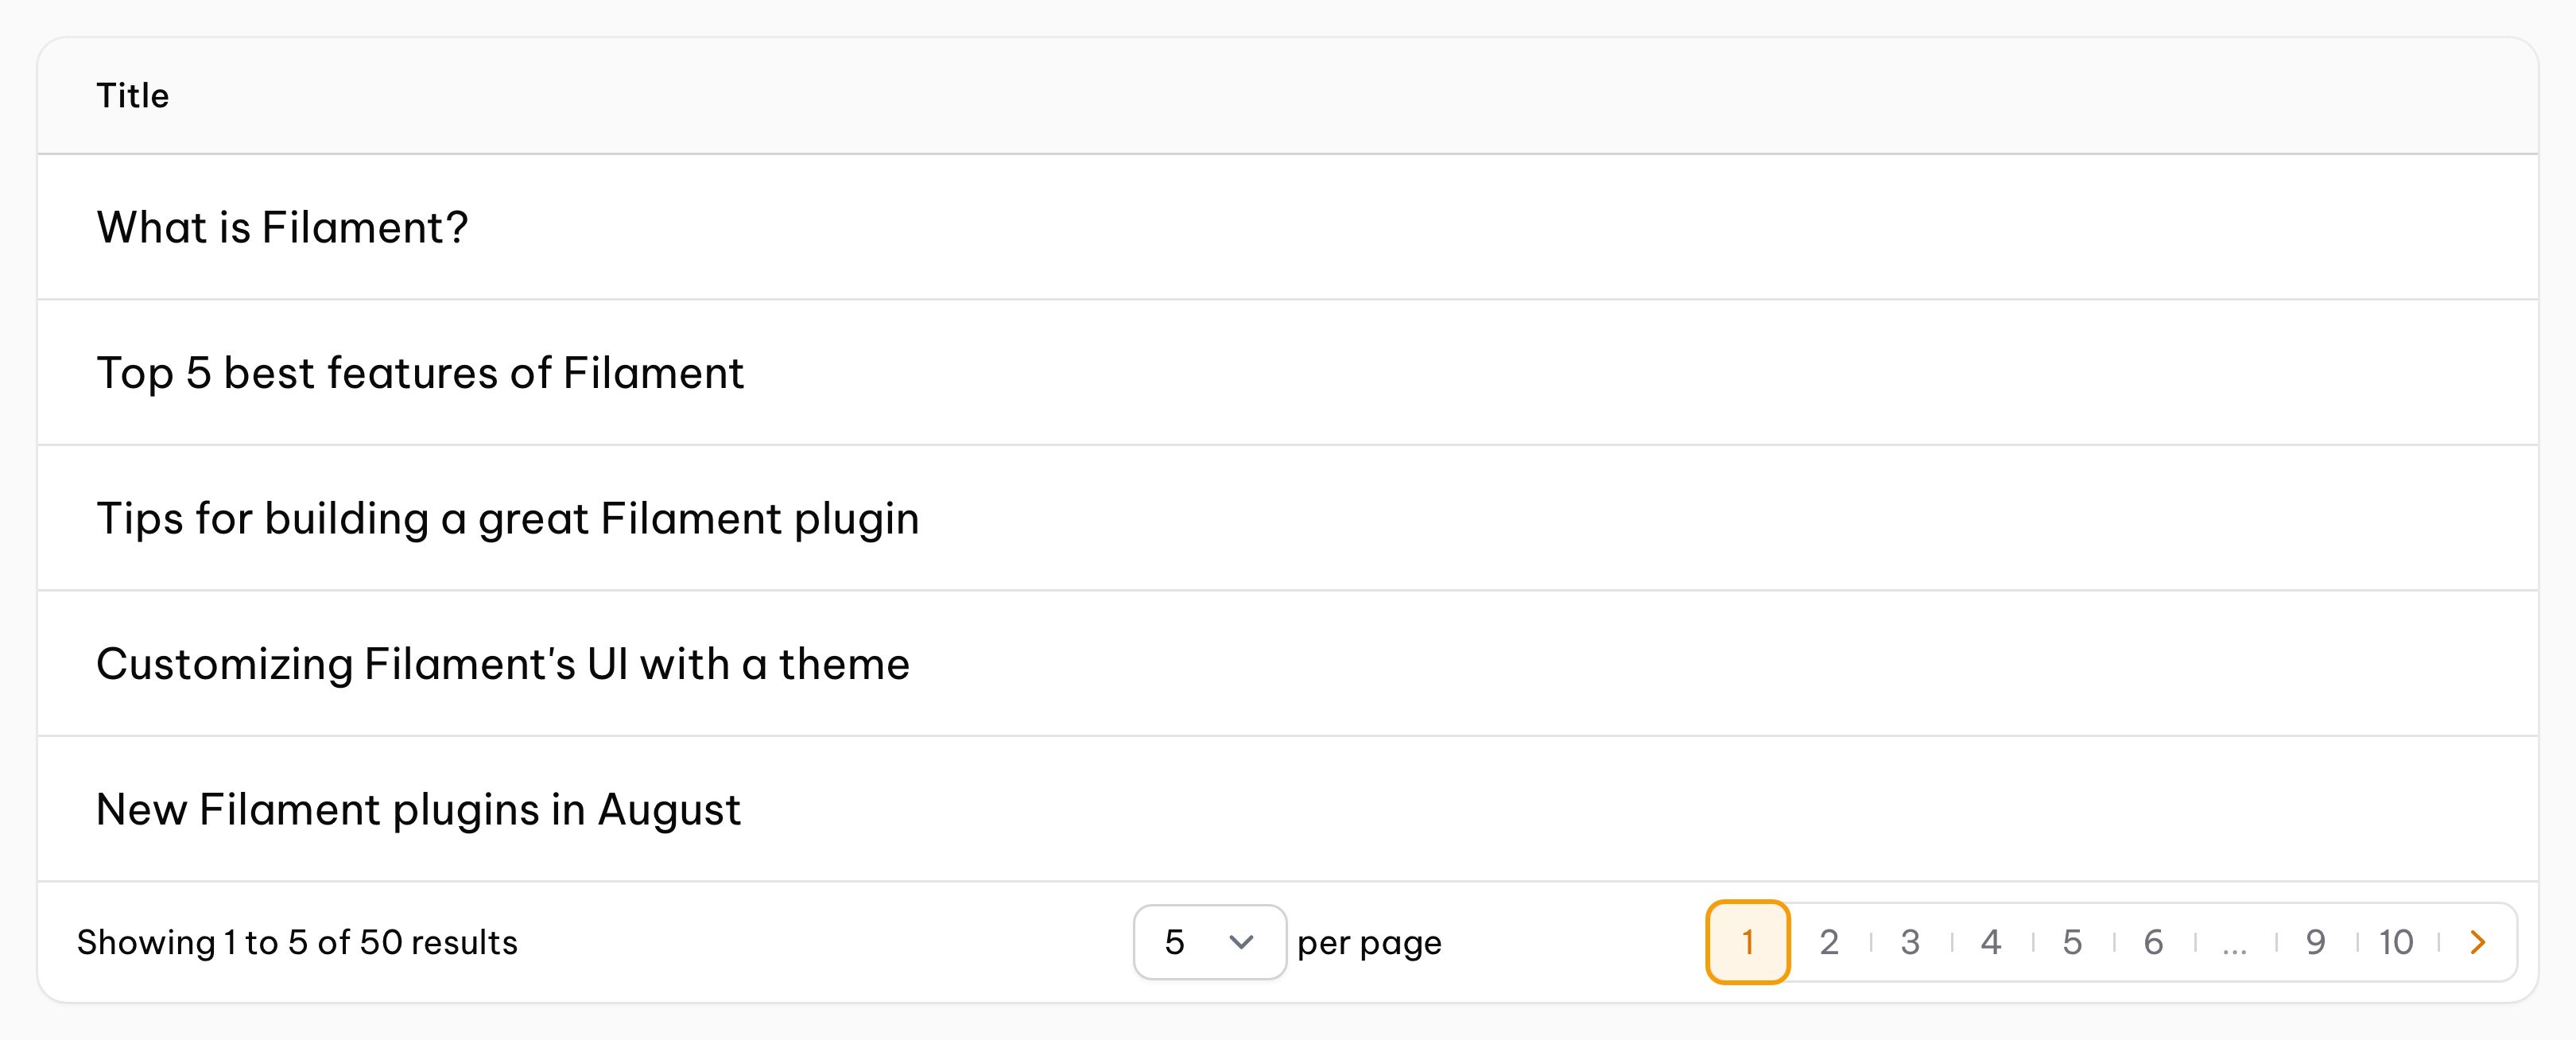 Title
What is Filament?
Top 5 best features of Filament
Tips for building a great Filament plugin
Customizing Filament's UI with a theme
New Filament plugins in August
Showing 1 to 5 of 50 results 5 per page 1 2 3 4 5 6 ... 9 10